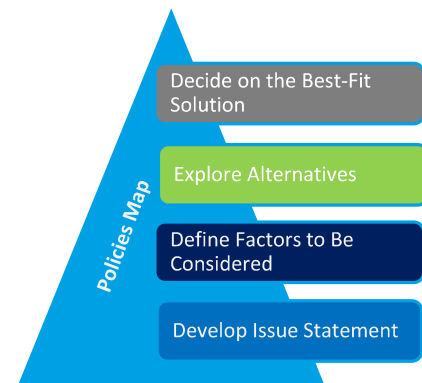 Decide on the Best-Fit
Solution
Explore Alternatives
Policies Map
Define Factors to Be
Considered
Develop Issue Statement